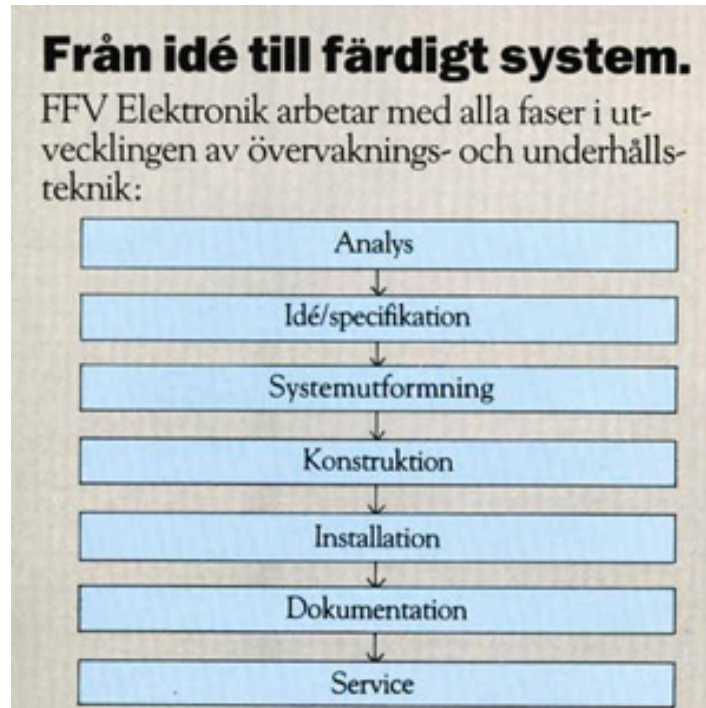 Från idé till färdigt system.
FFV Elektronik arbetar med alla faser i ut-
vecklingen av övervaknings- och underhålls-
teknik:
Analys
Idé/specifikation
Systemutformning
Konstruktion
Installation
Dokumentation
Service